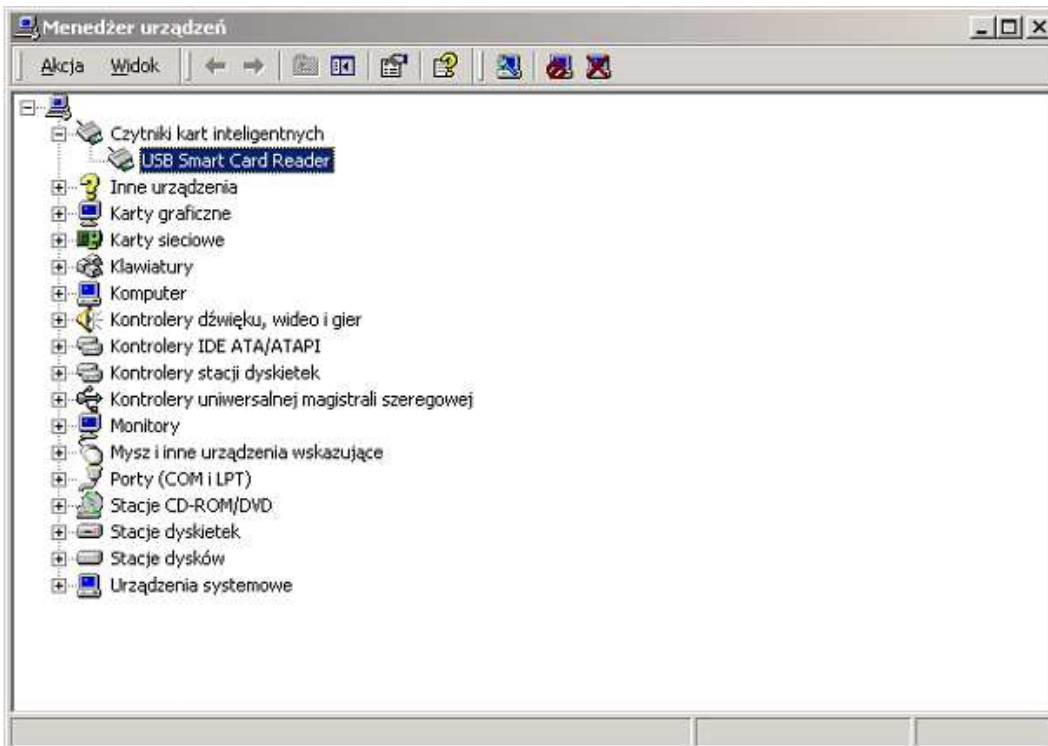 Menedżer urządzeń
Akcja Widok
Czytniki kart inteligentnych
USB Smart Card Reader
Inne urządzenia
Karty graficzne
Karty sieciowe
Klawiatury
Komputer
Kontrolery dźwięku, wideo i gier
Kontrolery IDE ATA/ATAPI
Kontrolery stacji dyskietek
Kontrolery uniwersalnej magistrali szeregowej
Monitory
Mysz i inne urządzenia wskazujące
Porty (COM i LPT)
Stacje CD-ROM/DVD
Stacje dyskietek
Stacje dysków
Urządzenia systemowe